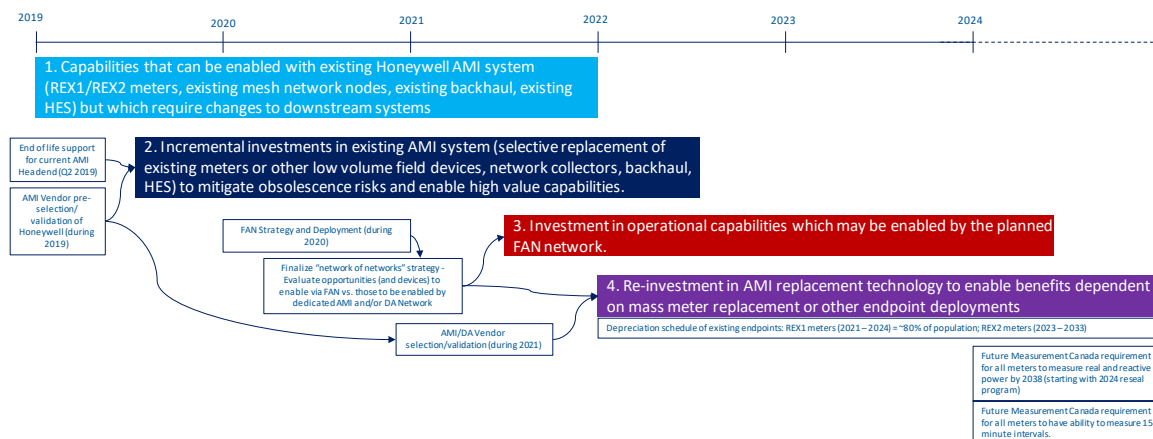 2019
2020
2021
2022
2023
2024
1. Capabilities that can be enabled with existing Honeywell AMI system
(REX1/REX2 meters, existing mesh network nodes, existing backhaul, existing
HES) but which require changes to downstream systems
End of life support
for current AMI
Headend (Q2 2019)
2. Incremental investments in existing AMI system (selective replacement of
existing meters or other low volume field devices, network collectors, backhaul,
HES) to mitigate obsolescence risks and enable high value capabilities.
AMI Vendor pre-
selection/
validation of
Honeywell (during
2019)
FAN Strategy and Deployment (during
2020)
3. Investment in operational capabilities which may be enabled by the planned
FAN network.
Finalize “network of networks” strategy -
Evaluate opportunities (and devices) to
enable via FAN vs. those to be enabled by
dedicated AMI and/or DA Network
4. Re-investment in AMI replacement technology to enable benefits dependent
on mass meter replacement or other endpoint deployments
Depreciation schedule of existing endpoints: REX1 meters (2021 – 2024) = ~80% of population; REX2 meters (2023 – 2033)
AMI/DA Vendor
selection/validation (during 2021)
Future Measurement Canada requirement
for all meters to measure real and reactive
power by 2038 (starting with 2024 reseal
program)
Future Measurement Canada requirement
for all meters to have ability to measure 15
minute intervals.